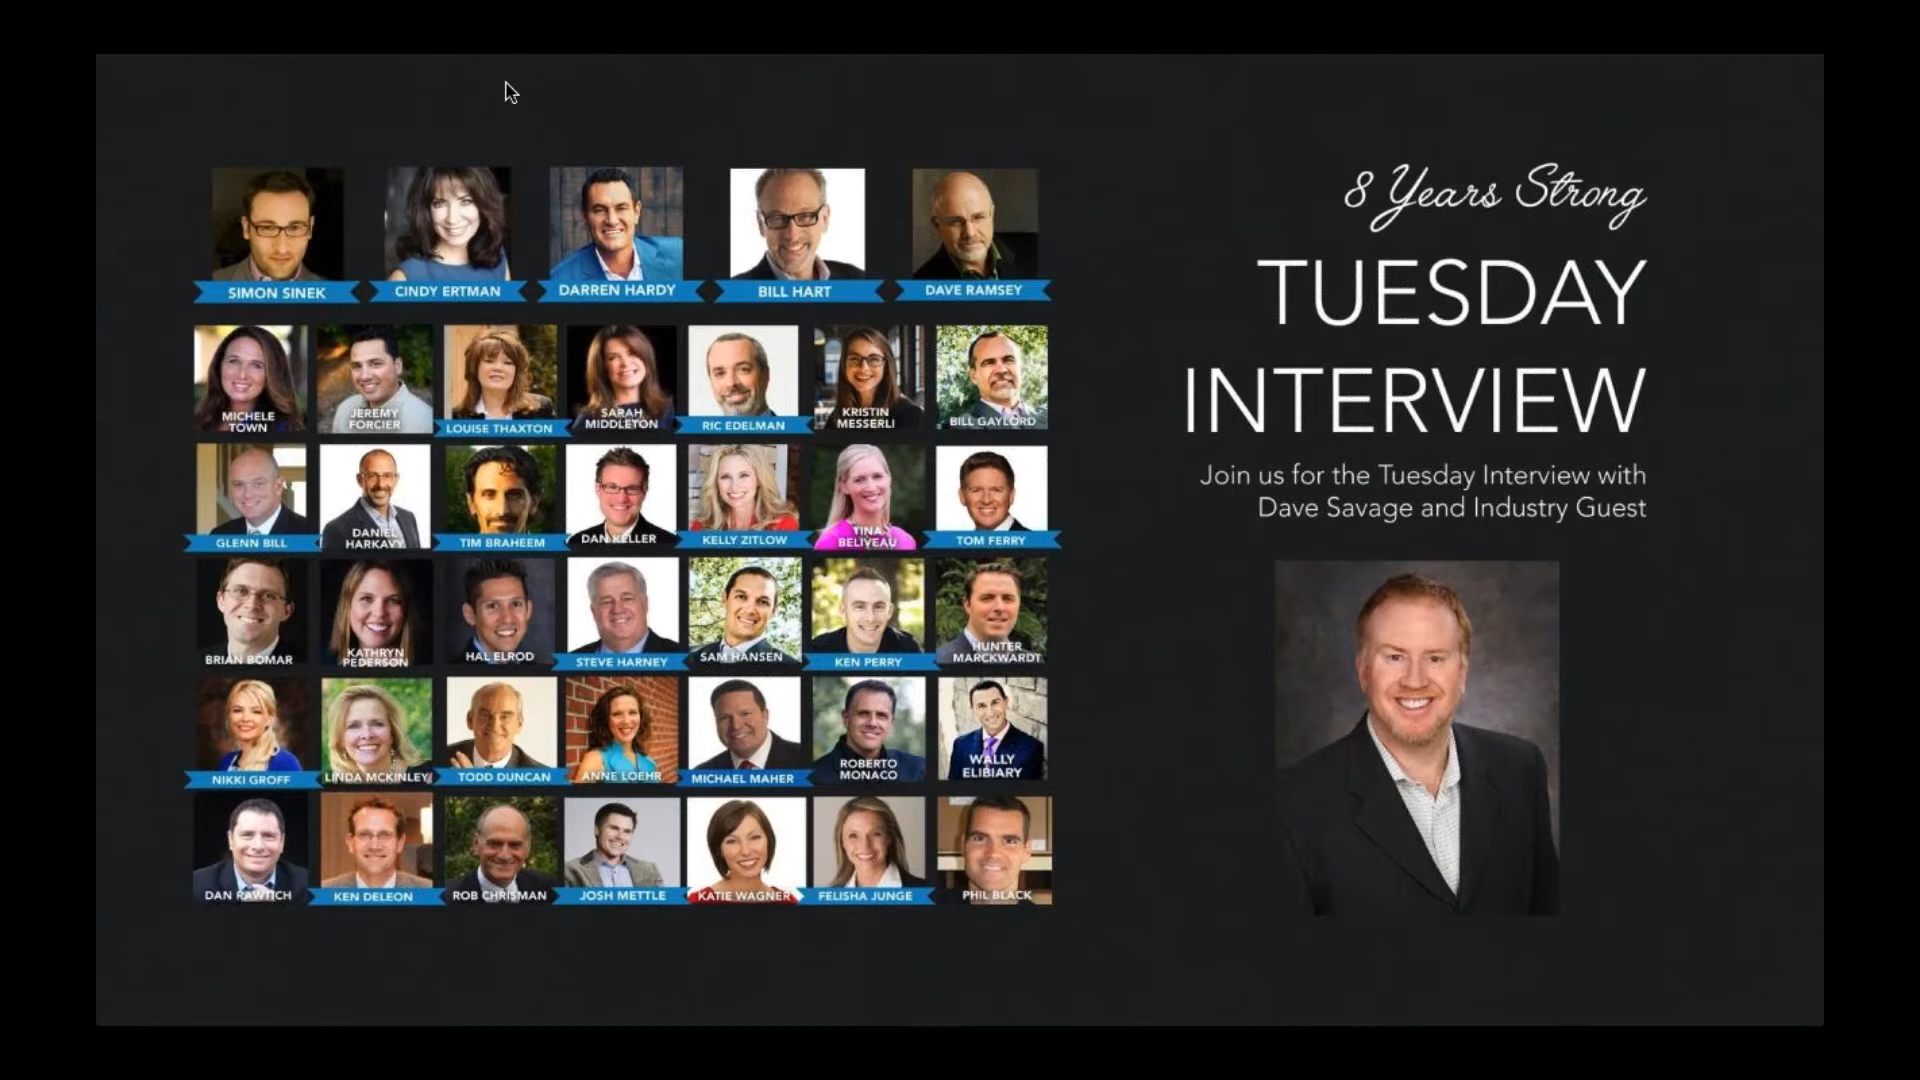 8 Years Strong
TUESDAY
INTERVIEW
Join us for the Tuesday Interview with
Dave Savage and Industry Guest
SIMON SINEK
CINDY ERTMAN
DARREN HARDY
BILL HART
DAVE RAMSEY
MICHELE
TOWN
JEREMY
FORCIER
LOUISE THAXTON
SARAH
MIDDLETON
RIC EDELMAN
KRISTIN
MESSERLI
BILL GAYLORD
GLENN BILL
DANIEL
HARKAVY
TIM BRAHEEM
DAN KELLER
KELLY ZITLOW
TINA
BELIVEAU
TOM FERRY
BRIAN BOMAR
KATHRYN
PEDERSON
HAL ELROD
STEVE HARNEY
SAM HANSEN
KEN PERRY
HUNTER
MARCKWARDT
NIKKI GROFF
LINDA MCKINLEY
TODD DUNCAN
ANNE LOEHR
MICHAEL MAHER
ROBERTO
MONACO
WALLY
ELIBIARY
DAN RAWTICH
KEN DELEON
ROB CHRISMAN
JOSH METTLE
KATIE WAGNER
FELISHA JUNGE
PHIL BLACK